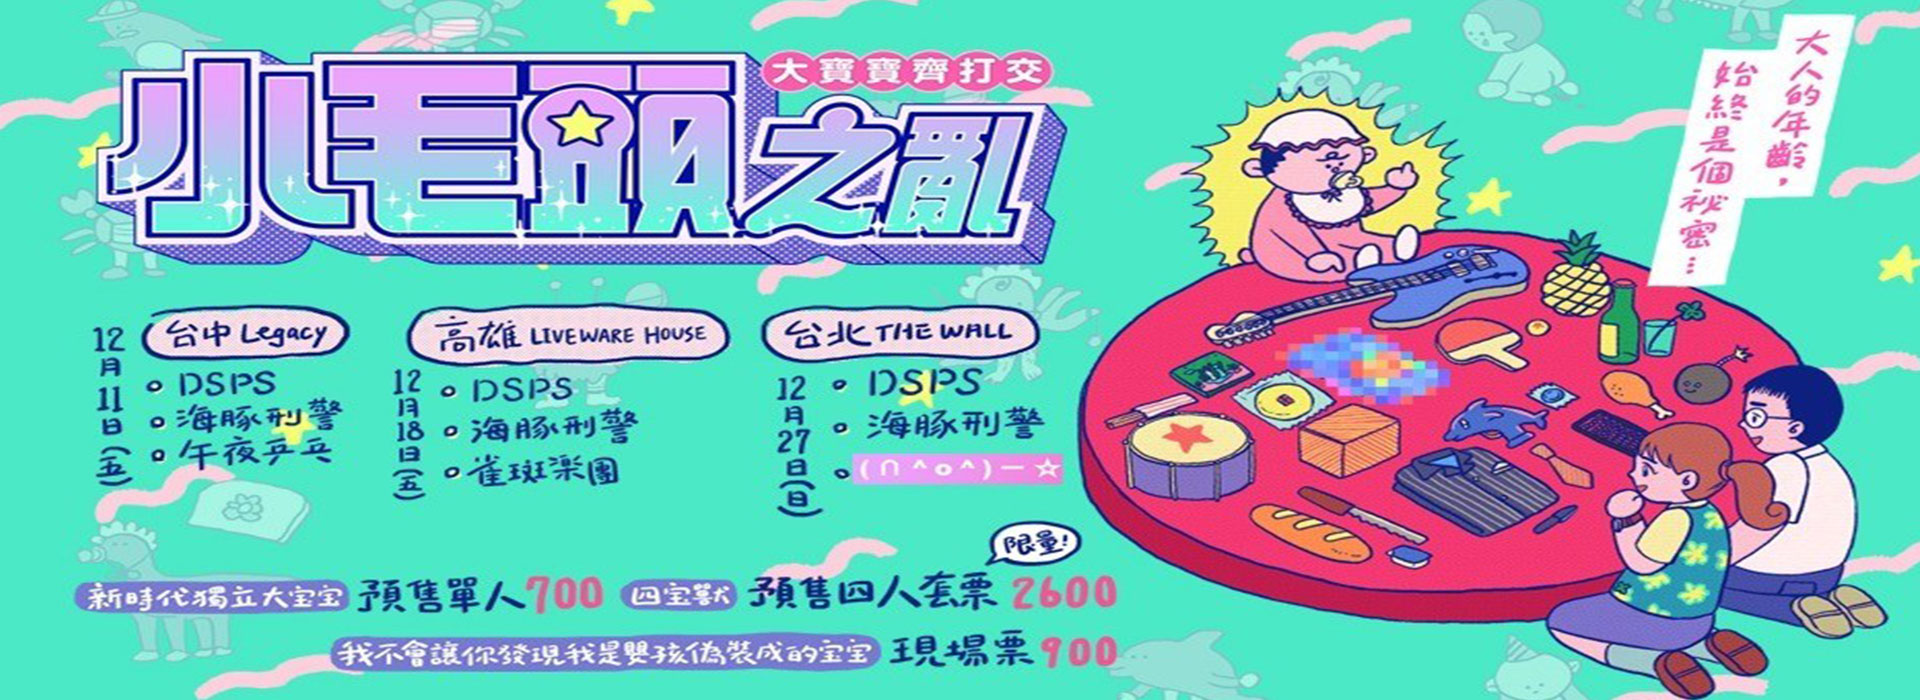 大寶寶齊打交
小毛頭之亂
大人的年齡，
始終是個祕密…
台中 Legacy
12月11日(五)
DSPS
海豚刑警
午夜乒乓
高雄 LIVEWARE HOUSE
12月18日(五)
DSPS
海豚刑警
雀斑樂團
台北 THE WALL
12月27日(日)
DSPS
海豚刑警
(∩^o^)－☆
限量!
新時代獨立大宝宝 預售單人700 四宝獸 預售四人套票 2600
我不會讓你發現我是嬰孩偽裝成的宝宝 現場票 900